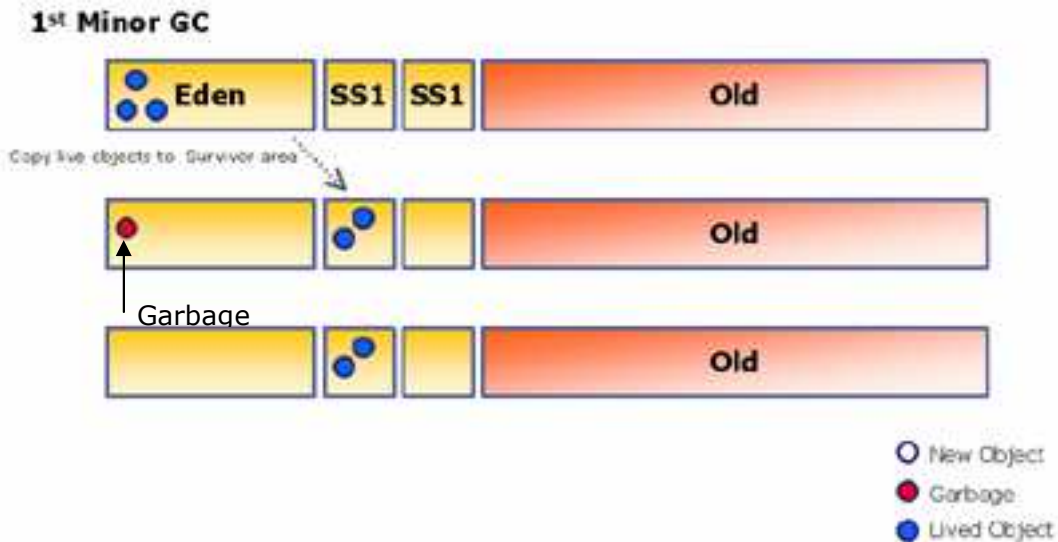 1st Minor GC
Eden SS1 SS1 Old
Copy live objects to Survivor area
Old
Garbage
Old
New Object
Garbage
Lived Object